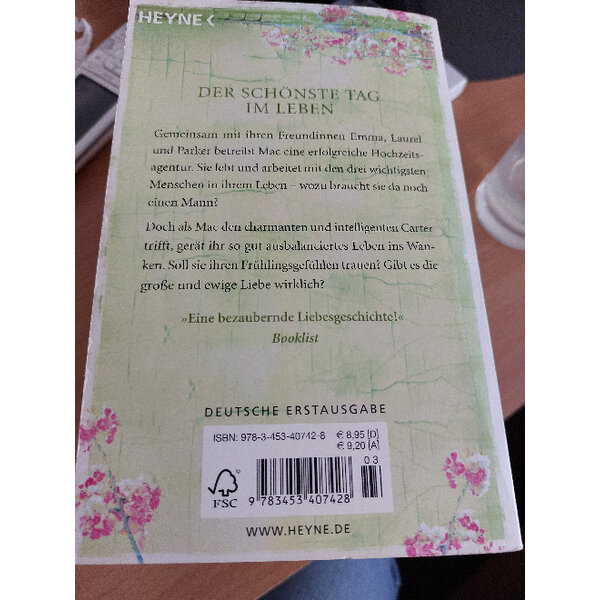 HEYNE <
DER SCHÖNSTE TAG
IM LEBEN
Gemeinsam mit ihren Freundinnen Emma, Laurel
und Parker betreibt Mac eine erfolgreiche Hochzeits-
agentur. Sie lebt und arbeitet mit den drei wichtigsten
Menschen in ihrem Leben – wozu braucht sie da noch
einen Mann?
Doch als Mac den charmanten und intelligenten Carter
trifft, gerät ihr so gut ausbalanciertes Leben ins Wan-
ken. Soll sie ihren Frühlingsgefühlen trauen? Gibt es die
große und ewige Liebe wirklich?
»Eine bezaubernde Liebesgeschichte!«
Booklist
DEUTSCHE ERSTAUSGABE
ISBN: 978-3-453-40742-8 € 8,95 [D]
€ 9,20 [A]
03
FSC
9 783453 407428
WWW.HEYNE.DE